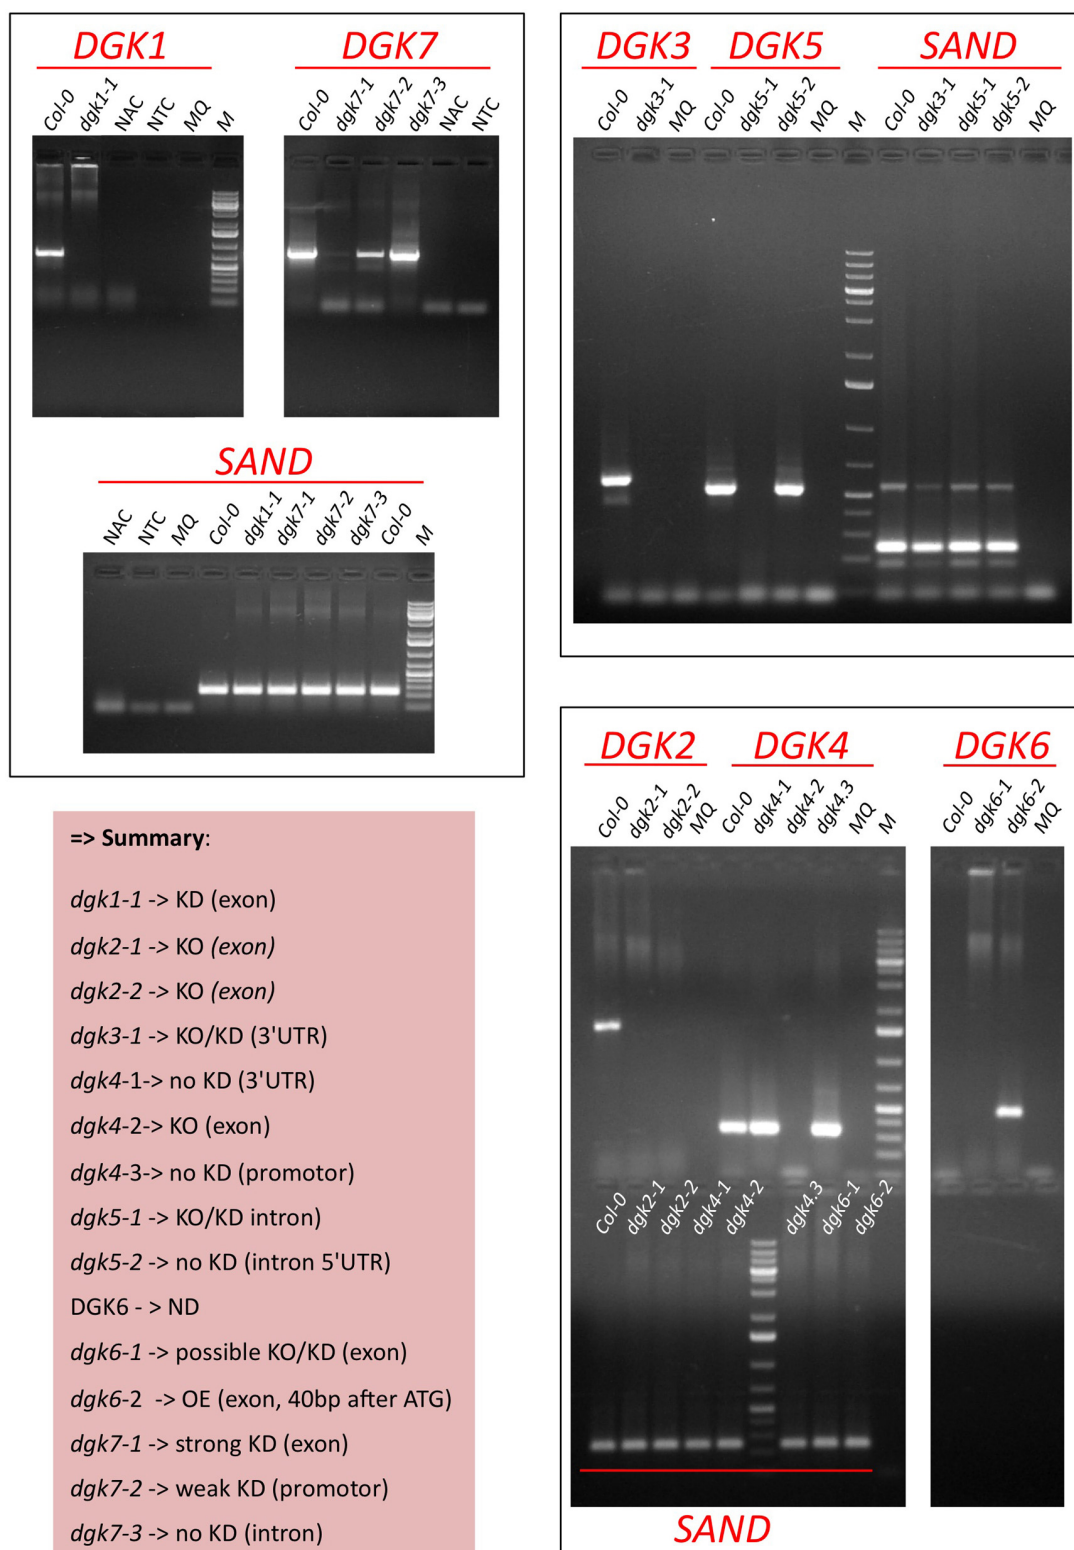 DGK1
Col-0 dgk1-1 NAC NTC MQ M
DGK7
Col-0 dgk7-1 dgk7-2 dgk7-3 NAC NTC
SAND
NAC NTC MQ Col-0 dgk1-1 dgk7-1 dgk7-2 dgk7-3 Col-0 M
DGK3 DGK5 SAND
Col-0 dgk3-1 MQ Col-0 dgk5-1 dgk5-2 MQ M Col-0 dgk3-1 dgk5-1 dgk5-2 MQ
DGK2 DGK4 DGK6
Col-0 dgk2-1 dgk2-2 MQ Col-0 dgk4-1 dgk4-2 dgk4.3 MQ M Col-0 dgk6-1 dgk6-2 MQ
Col-0 dgk2-1 dgk2-2 dgk4-1 dgk4-2 dgk4.3 dgk6-1 dgk6-2
SAND
=> Summary:
dgk1-1 -> KD (exon)
dgk2-1 -> KO (exon)
dgk2-2 -> KO (exon)
dgk3-1 -> KO/KD (3'UTR)
dgk4-1-> no KD (3'UTR)
dgk4-2-> KO (exon)
dgk4-3-> no KD (promotor)
dgk5-1 -> KO/KD intron)
dgk5-2 -> no KD (intron 5'UTR)
DGK6 - > ND
dgk6-1 -> possible KO/KD (exon)
dgk6-2 -> OE (exon, 40bp after ATG)
dgk7-1 -> strong KD (exon)
dgk7-2 -> weak KD (promotor)
dgk7-3 -> no KD (intron)